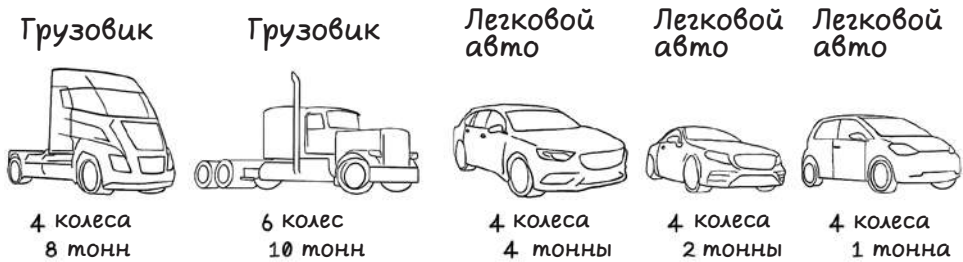 Грузовик
4 колеса
8 тонн
Грузовик
6 колес
10 тонн
Легковой
авто
4 колеса
4 тонны
Легковой
авто
4 колеса
2 тонны
Легковой
авто
4 колеса
1 тонна